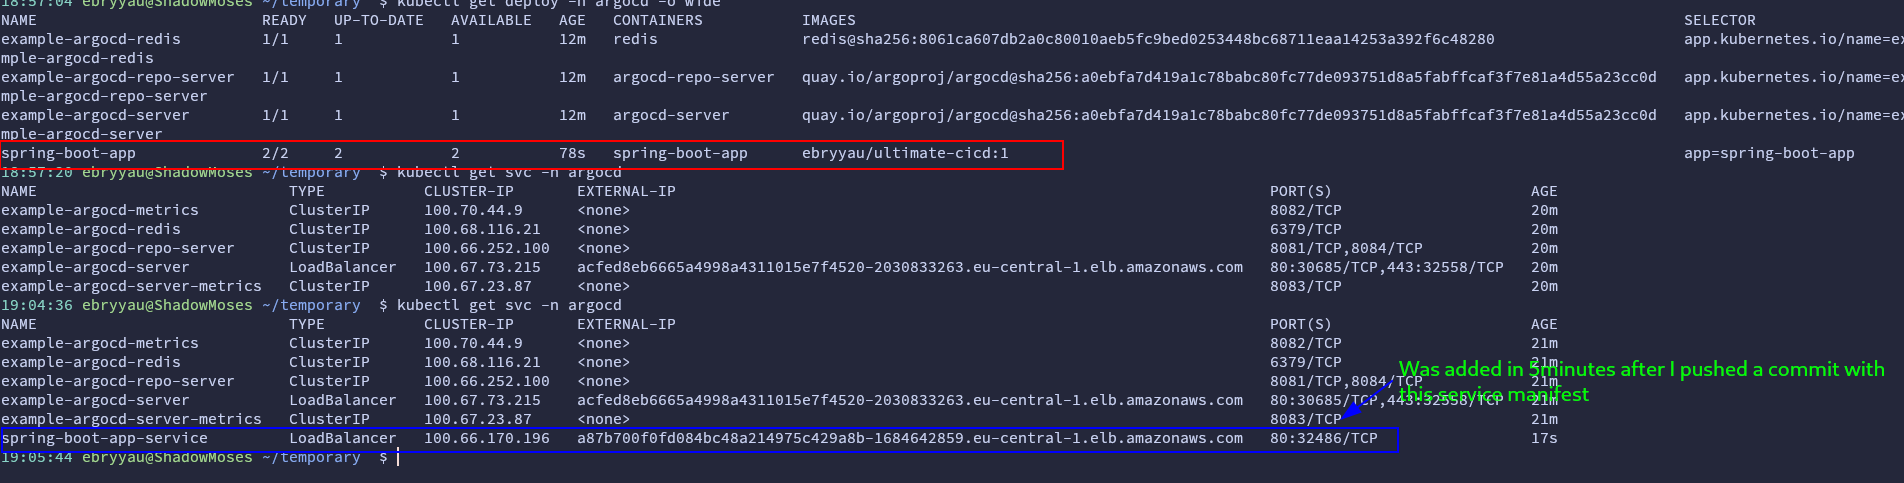 18:57:04 ebryyau@ShadowMoses ~/temporary  $ kubectl get deploy -n argocd -o wide
NAME                         READY   UP-TO-DATE   AVAILABLE   AGE   CONTAINERS           IMAGES                                                                                             SELECTOR
example-argocd-redis         1/1     1            1           12m   redis                redis@sha256:8061ca607db2a0c80010aeb5fc9bed0253448bc68711eaa14253a392f6c48280                     app.kubernetes.io/name=ex
mple-argocd-redis
example-argocd-repo-server   1/1     1            1           12m   argocd-repo-server   quay.io/argoproj/argocd@sha256:a0ebfa7d419a1c78babc80fc77de093751d8a5fabffcaf3f7e81a4d55a23cc0d   app.kubernetes.io/name=ex
mple-argocd-repo-server
example-argocd-server        1/1     1            1           12m   argocd-server        quay.io/argoproj/argocd@sha256:a0ebfa7d419a1c78babc80fc77de093751d8a5fabffcaf3f7e81a4d55a23cc0d   app.kubernetes.io/name=ex
mple-argocd-server
spring-boot-app              2/2     2            2           78s   spring-boot-app      ebryyau/ultimate-cicd:1                                                                            app=spring-boot-app
18:57:20 ebryyau@ShadowMoses ~/temporary  $ kubectl get svc -n argocd
NAME                            TYPE           CLUSTER-IP       EXTERNAL-IP                                                                  PORT(S)                      AGE
example-argocd-metrics          ClusterIP      100.70.44.9      <none>                                                                       8082/TCP                     20m
example-argocd-redis            ClusterIP      100.68.116.21    <none>                                                                       6379/TCP                     20m
example-argocd-repo-server      ClusterIP      100.66.252.100   <none>                                                                       8081/TCP,8084/TCP            20m
example-argocd-server           LoadBalancer   100.67.73.215    acfed8eb6665a4998a4311015e7f4520-2030833263.eu-central-1.elb.amazonaws.com   80:30685/TCP,443:32558/TCP   20m
example-argocd-server-metrics   ClusterIP      100.67.23.87     <none>                                                                       8083/TCP                     20m
19:04:36 ebryyau@ShadowMoses ~/temporary  $ kubectl get svc -n argocd
NAME                            TYPE           CLUSTER-IP       EXTERNAL-IP                                                                  PORT(S)                      AGE
example-argocd-metrics          ClusterIP      100.70.44.9      <none>                                                                       8082/TCP                     21m
example-argocd-redis            ClusterIP      100.68.116.21    <none>                                                                       6379/TCP                     21m
example-argocd-repo-server      ClusterIP      100.66.252.100   <none>                                                                       8081/TCP,8084/TCP            21m
example-argocd-server           LoadBalancer   100.67.73.215    acfed8eb6665a4998a4311015e7f4520-2030833263.eu-central-1.elb.amazonaws.com   80:30685/TCP,443:32558/TCP   21m
example-argocd-server-metrics   ClusterIP      100.67.23.87     <none>                                                                       8083/TCP                     21m
spring-boot-app-service         LoadBalancer   100.66.170.196   a87b700f0fd084bc48a214975c429a8b-1684642859.eu-central-1.elb.amazonaws.com   80:32486/TCP                 17s
19:05:44 ebryyau@ShadowMoses ~/temporary  $
Was added in 5minutes after I pushed a commit with
this service manifest